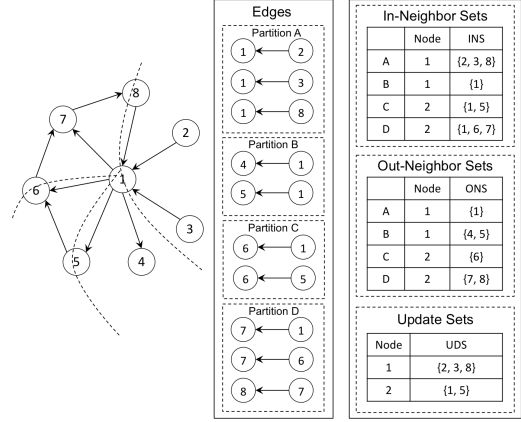 8
7
2
1
6
3
5
4
Edges
Partition A
1 2
1 3
1 8
Partition B
4 1
5 1
Partition C
6 1
6 5
Partition D
7 1
7 6
8 7
In-Neighbor Sets
Node INS
A 1 {2, 3, 8}
B 1 {1}
C 2 {1, 5}
D 2 {1, 6, 7}
Out-Neighbor Sets
Node ONS
A 1 {1}
B 1 {4, 5}
C 2 {6}
D 2 {7, 8}
Update Sets
Node UDS
1 {2, 3, 8}
2 {1, 5}